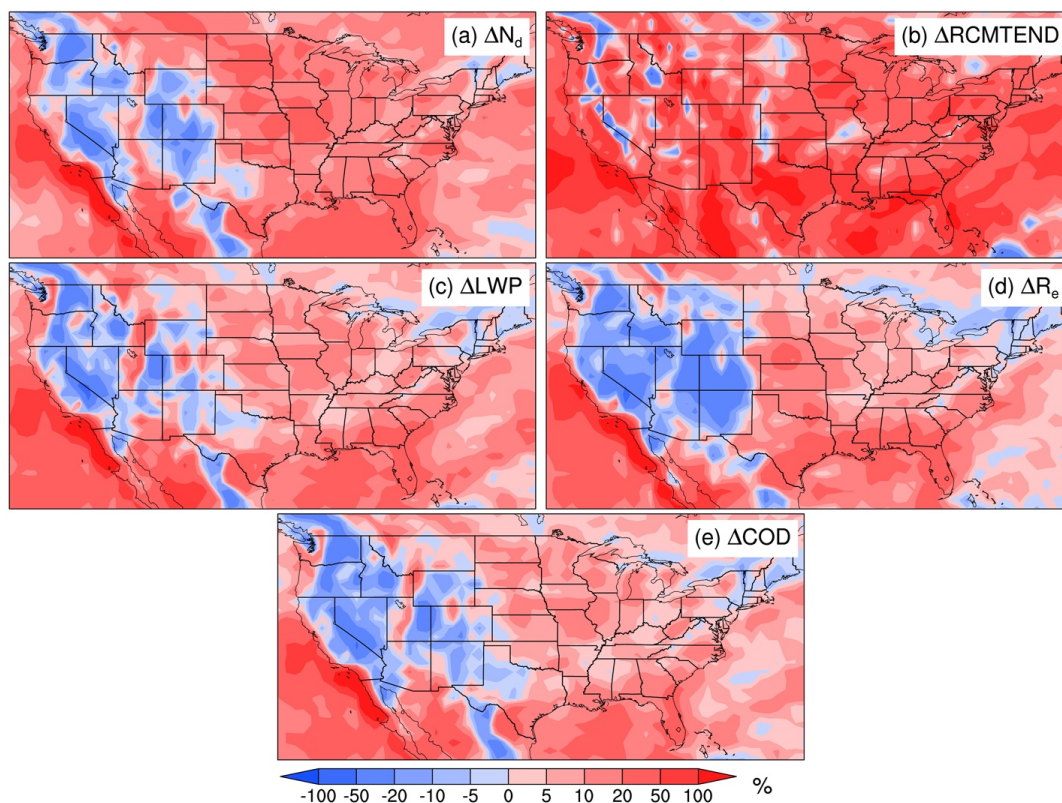 (a) ΔNd
(b) ΔRCMTEND
(c) ΔLWP
(d) ΔRe
(e) ΔCOD
-100 -50 -20 -10 -5 0 5 10 20 50 100 %